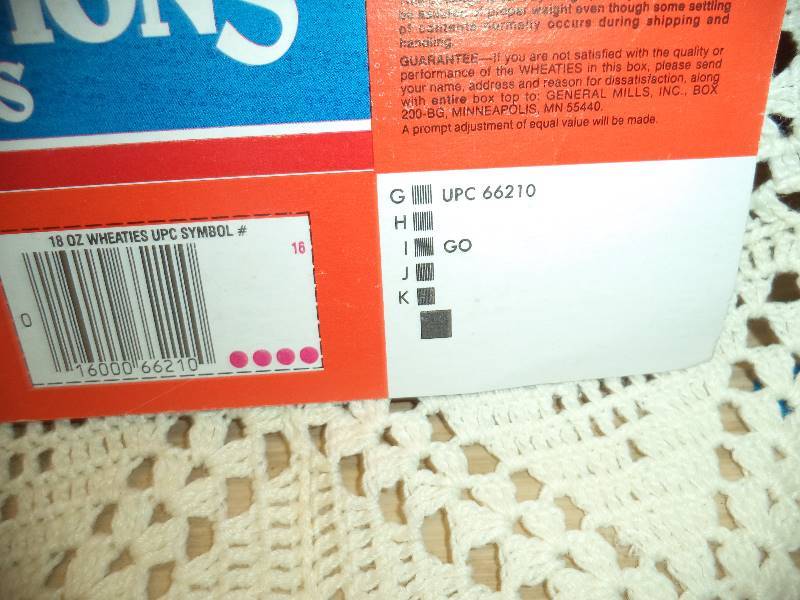 IONS
S
be assured of proper weight even though some settling
of contents normally occurs during shipping and
handling.
GUARANTEE—If you are not satisfied with the quality or
performance of the WHEATIES in this box, please send
your name, address and reason for dissatisfaction, along
with entire box top to: GENERAL MILLS, INC., BOX
200-BG, MINNEAPOLIS, MN 55440.
A prompt adjustment of equal value will be made.
18 OZ WHEATIES UPC SYMBOL #
16
0
16000 66210
G UPC 66210
H
I GO
J
K